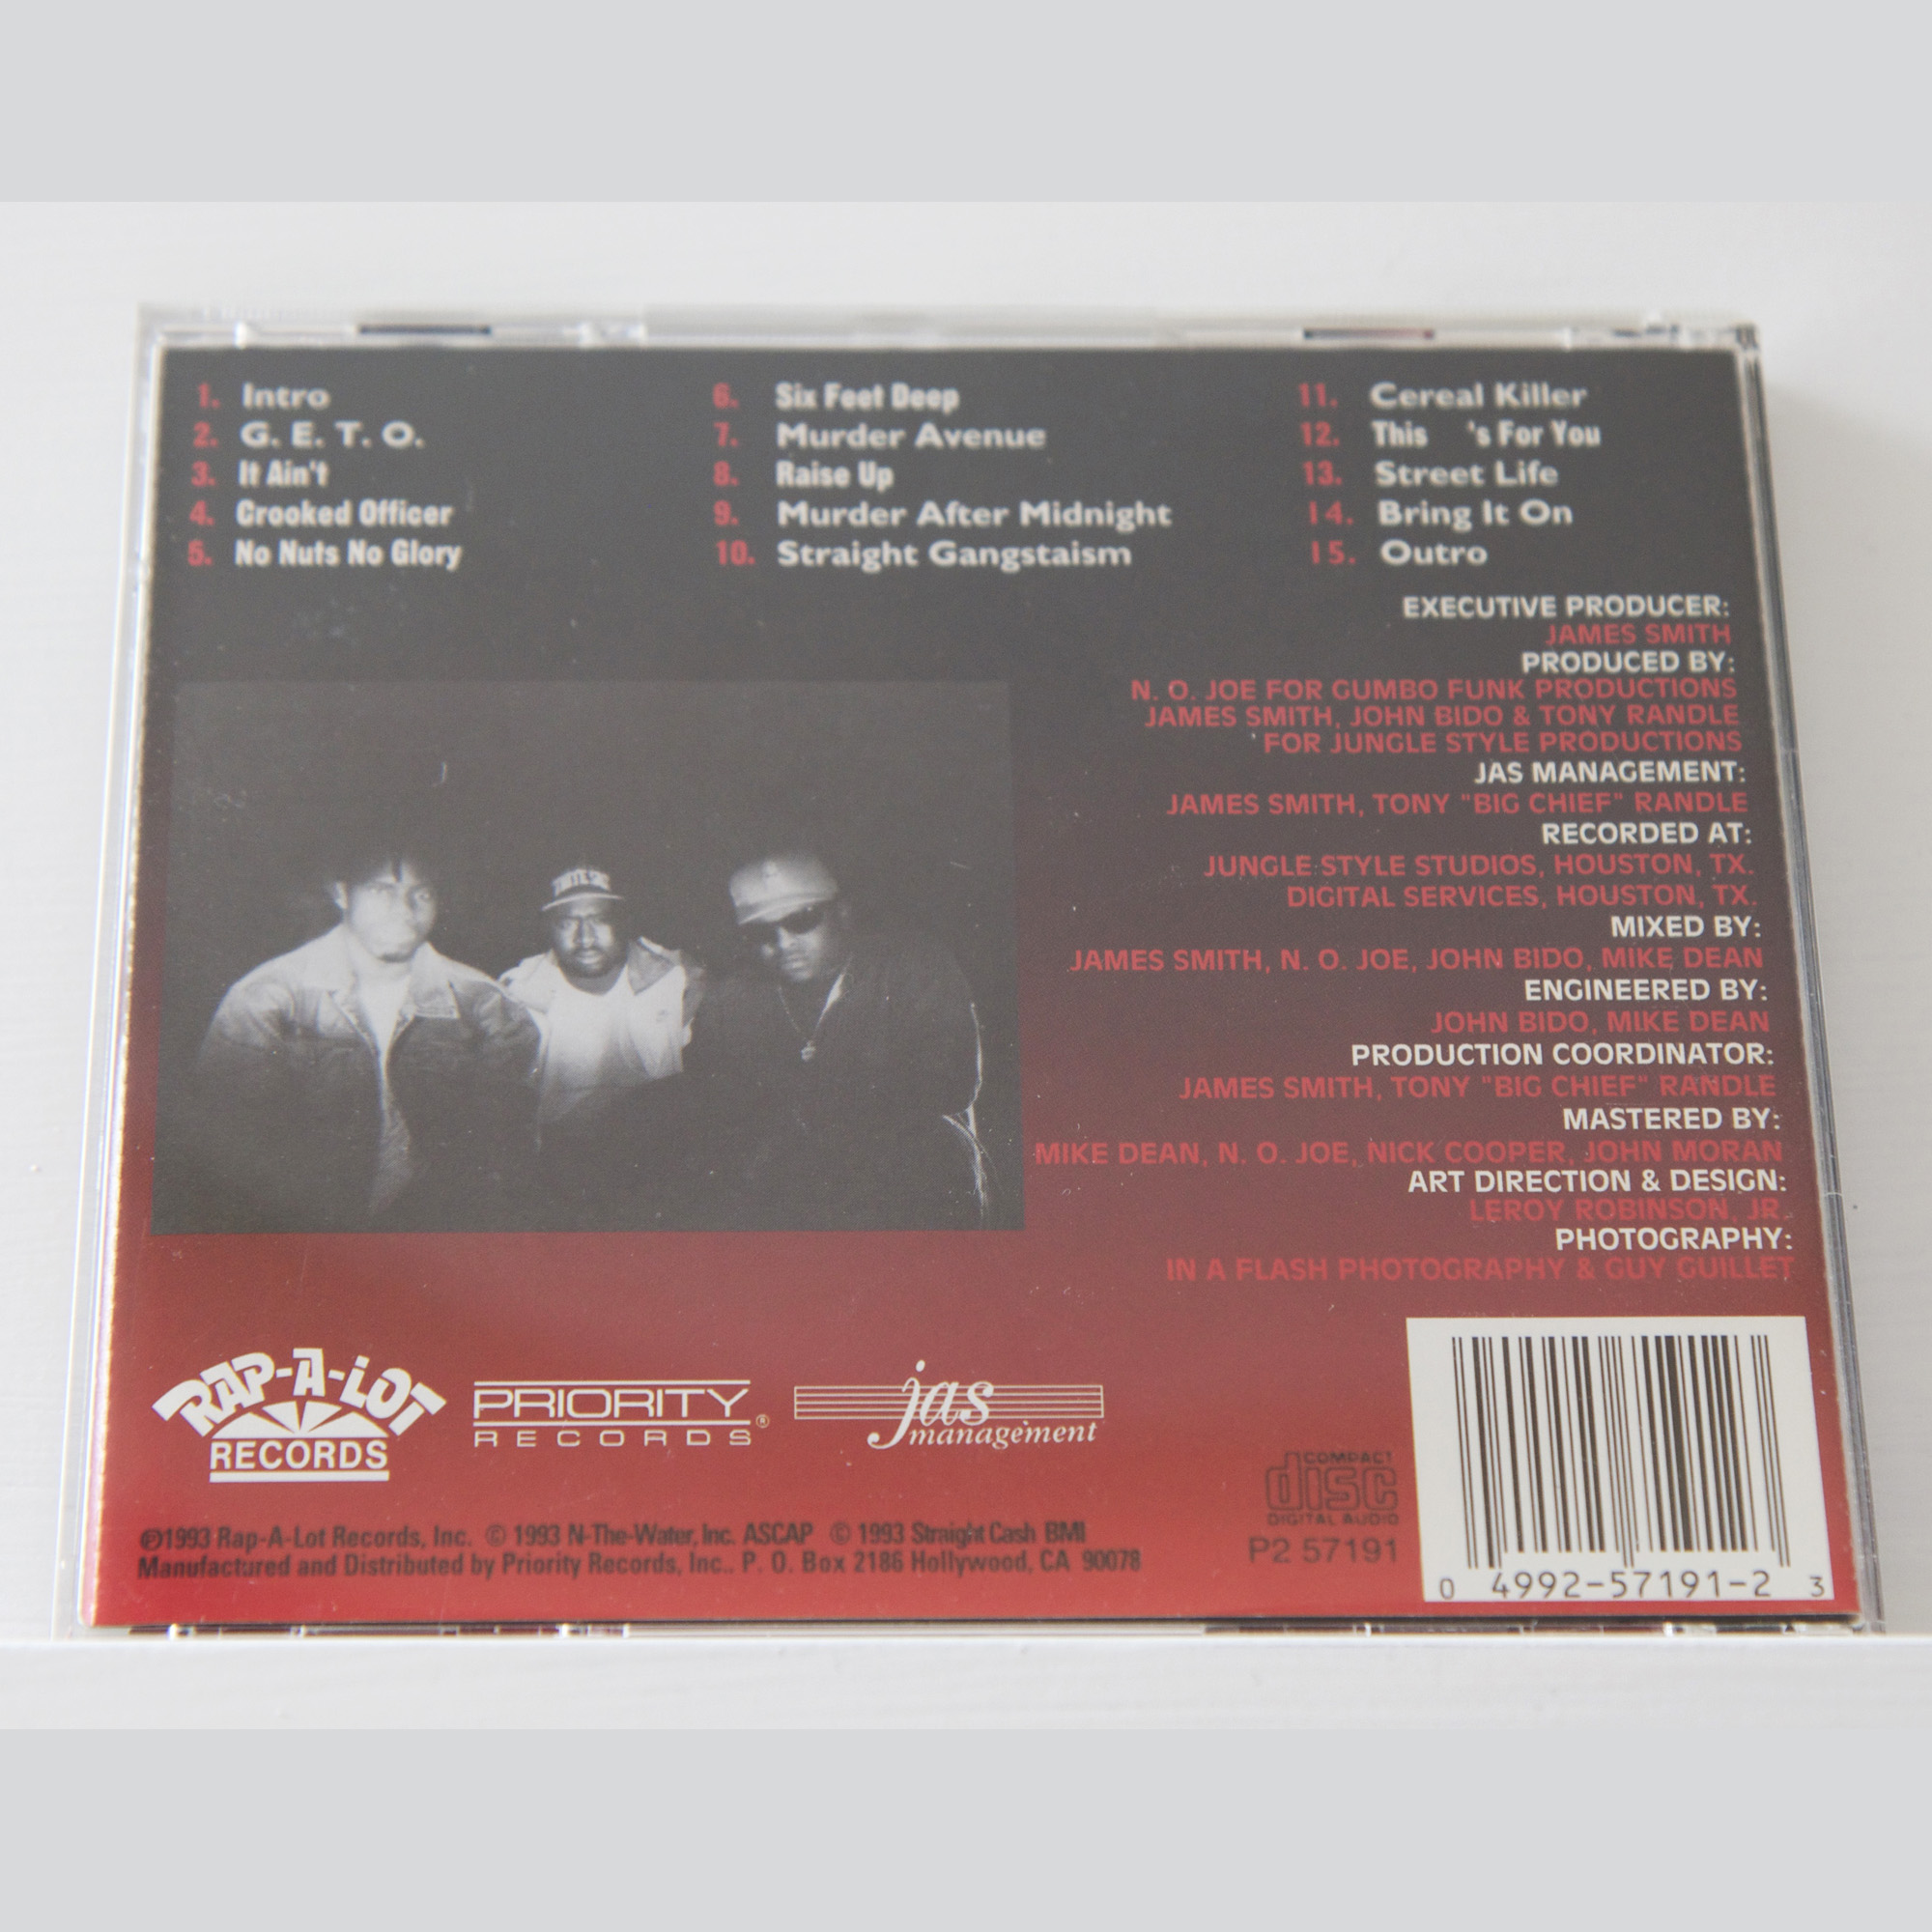 1. Intro
2. G. E. T. O.
3. It Ain't
4. Crooked Officer
5. No Nuts No Glory
6. Six Feet Deep
7. Murder Avenue
8. Raise Up
9. Murder After Midnight
10. Straight Gangstaism
11. Cereal Killer
12. This 's For You
13. Street Life
14. Bring It On
15. Outro
EXECUTIVE PRODUCER:
JAMES SMITH
PRODUCED BY:
N. O. JOE FOR GUMBO FUNK PRODUCTIONS
JAMES SMITH, JOHN BIDO & TONY RANDLE
FOR JUNGLE STYLE PRODUCTIONS
JAS MANAGEMENT:
JAMES SMITH, TONY "BIG CHIEF" RANDLE
RECORDED AT:
JUNGLE STYLE STUDIOS, HOUSTON, TX.
DIGITAL SERVICES, HOUSTON, TX.
MIXED BY:
JAMES SMITH, N. O. JOE, JOHN BIDO, MIKE DEAN
ENGINEERED BY:
JOHN BIDO, MIKE DEAN
PRODUCTION COORDINATOR:
JAMES SMITH, TONY "BIG CHIEF" RANDLE
MASTERED BY:
MIKE DEAN, N. O. JOE, NICK COOPER, JOHN MORAN
ART DIRECTION & DESIGN:
LEROY ROBINSON, JR.
PHOTOGRAPHY:
IN A FLASH PHOTOGRAPHY & GUY GUILLET
RAP-A-LOT
RECORDS
PRIORITY
RECORDS ®
jas
management
COMPACT
disc
DIGITAL AUDIO
P2 57191
℗1993 Rap-A-Lot Records, Inc. © 1993 N-The-Water, Inc. ASCAP © 1993 Straight Cash BMI
Manufactured and Distributed by Priority Records, Inc.. P. O. Box 2186 Hollywood, CA 90078
0 4992-57191-2 3